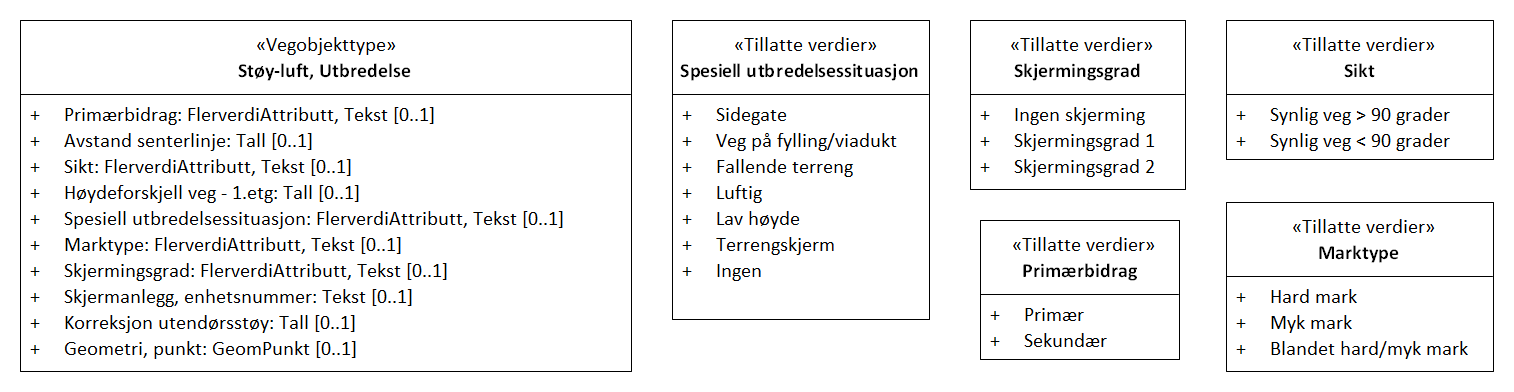 «Vegobjekttype»
Støy-luft, Utbredelse
+ Primærbidrag: FlerverdiAttributt, Tekst [0..1]
+ Avstand senterlinje: Tall [0..1]
+ Sikt: FlerverdiAttributt, Tekst [0..1]
+ Høydeforskjell veg - 1.etg: Tall [0..1]
+ Spesiell utbredelsessituasjon: FlerverdiAttributt, Tekst [0..1]
+ Marktype: FlerverdiAttributt, Tekst [0..1]
+ Skjermingsgrad: FlerverdiAttributt, Tekst [0..1]
+ Skjermanlegg, enhetsnummer: Tekst [0..1]
+ Korreksjon utendørsstøy: Tall [0..1]
+ Geometri, punkt: GeomPunkt [0..1]
«Tillatte verdier»
Spesiell utbredelsessituasjon
+ Sidegate
+ Veg på fylling/viadukt
+ Fallende terreng
+ Luftig
+ Lav høyde
+ Terrengskjerm
+ Ingen
«Tillatte verdier»
Skjermingsgrad
+ Ingen skjerming
+ Skjermingsgrad 1
+ Skjermingsgrad 2
«Tillatte verdier»
Primærbidrag
+ Primær
+ Sekundær
«Tillatte verdier»
Sikt
+ Synlig veg > 90 grader
+ Synlig veg < 90 grader
«Tillatte verdier»
Marktype
+ Hard mark
+ Myk mark
+ Blandet hard/myk mark